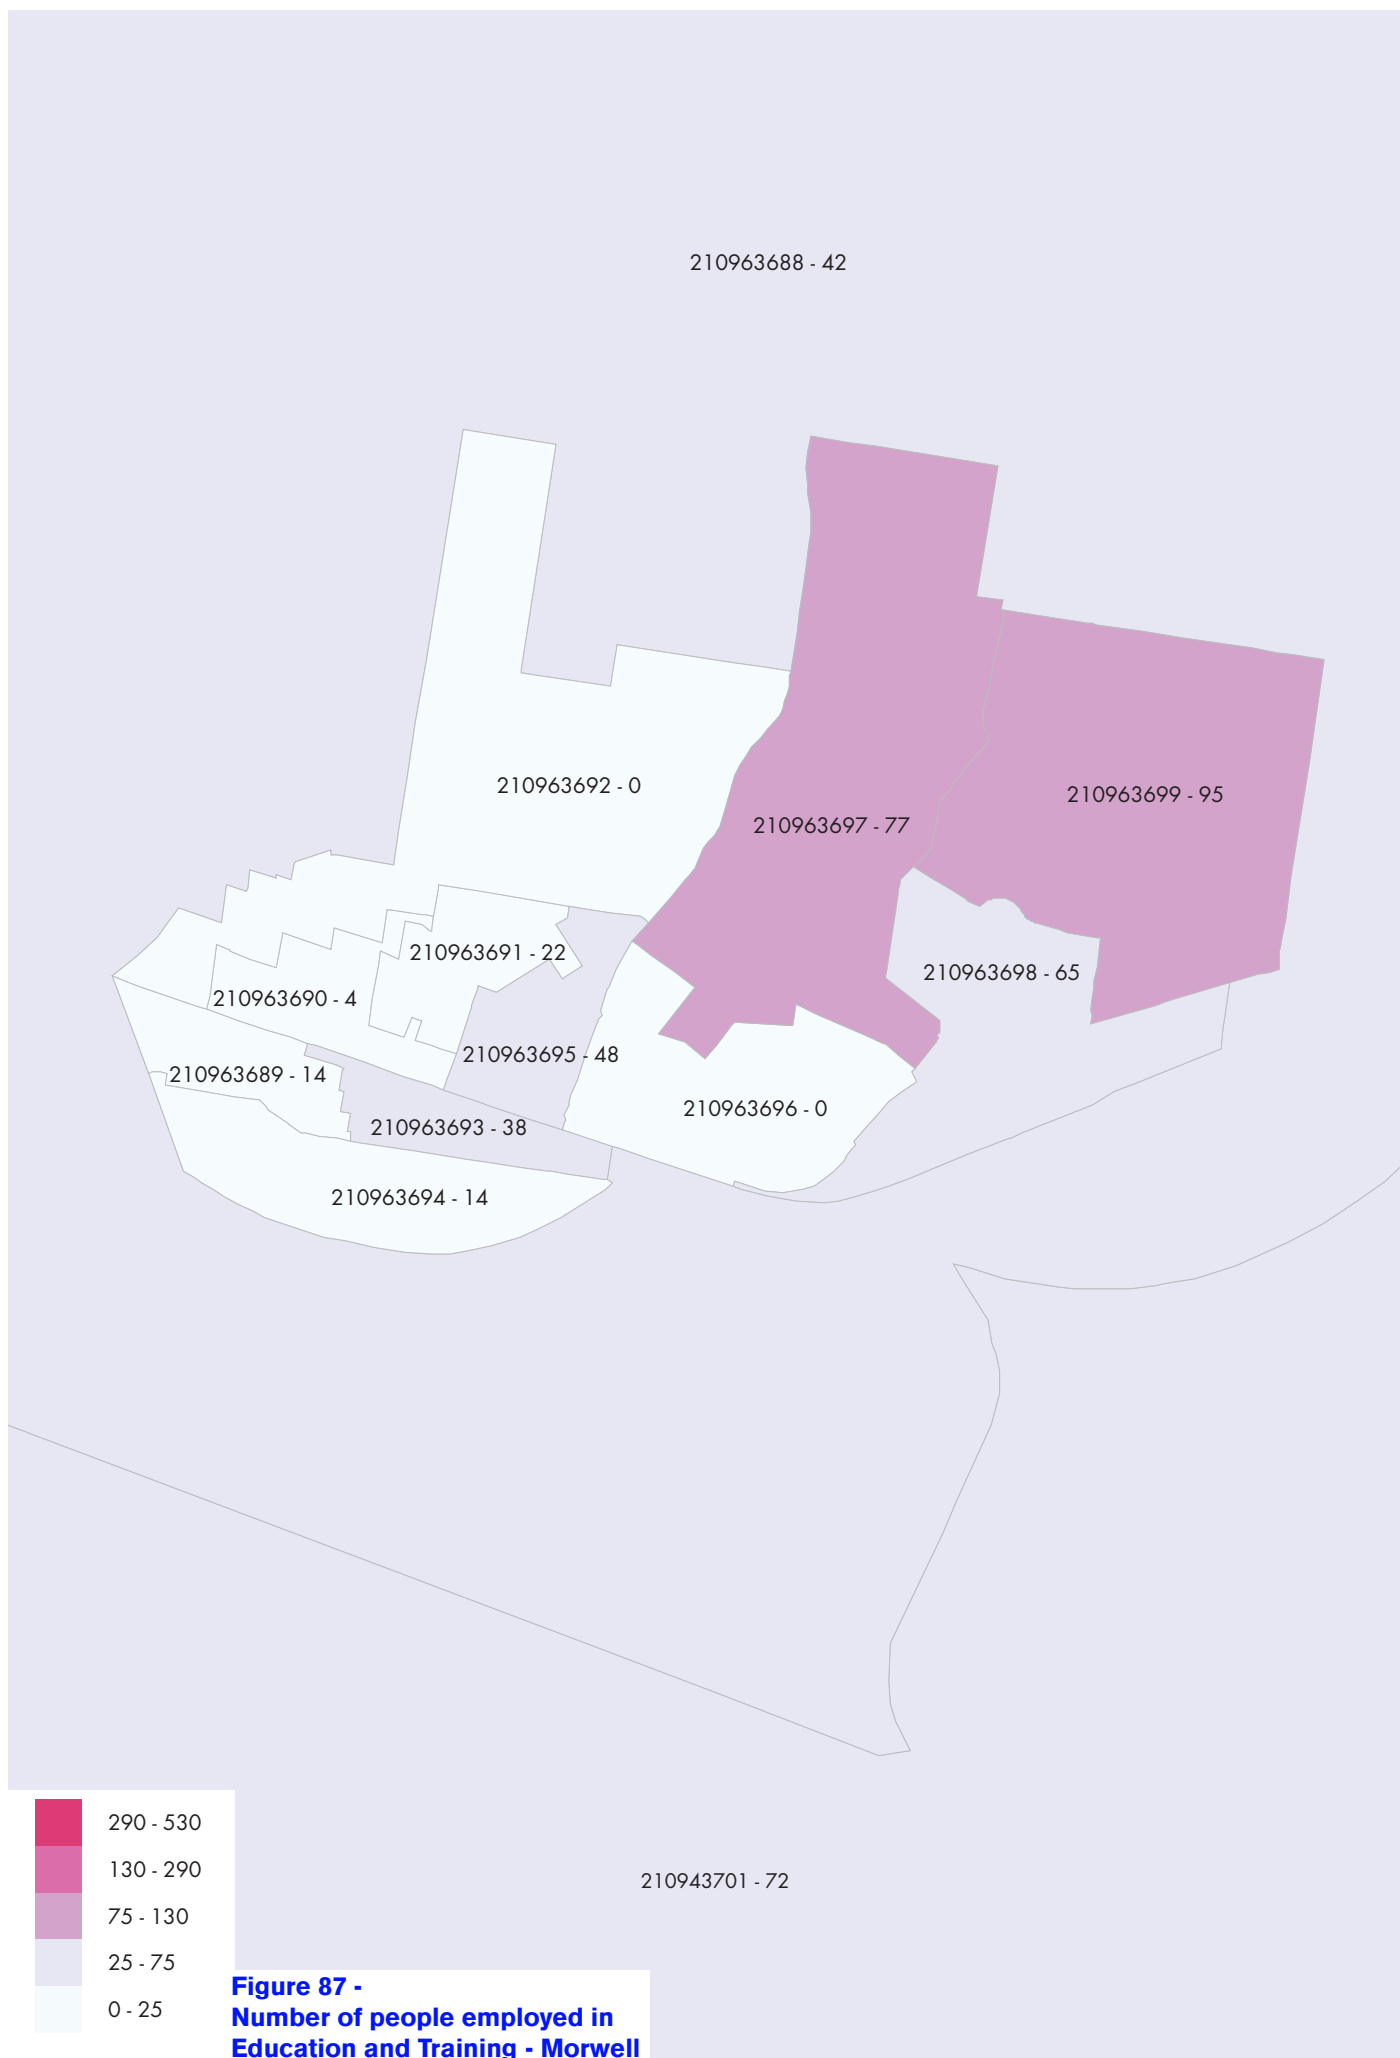 210963688 - 42
210963692 - 0
210963699 - 95
210963697 - 77
210963691 - 22
210963698 - 65
210963690 - 4
210963695 - 48
210963689 - 14
210963696 - 0
210963693 - 38
210963694 - 14
290 - 530
130 - 290
210943701 - 72
75 - 130
25 - 75
0 - 25
Figure 87 -
Number of people employed in
Education and Training - Morwell